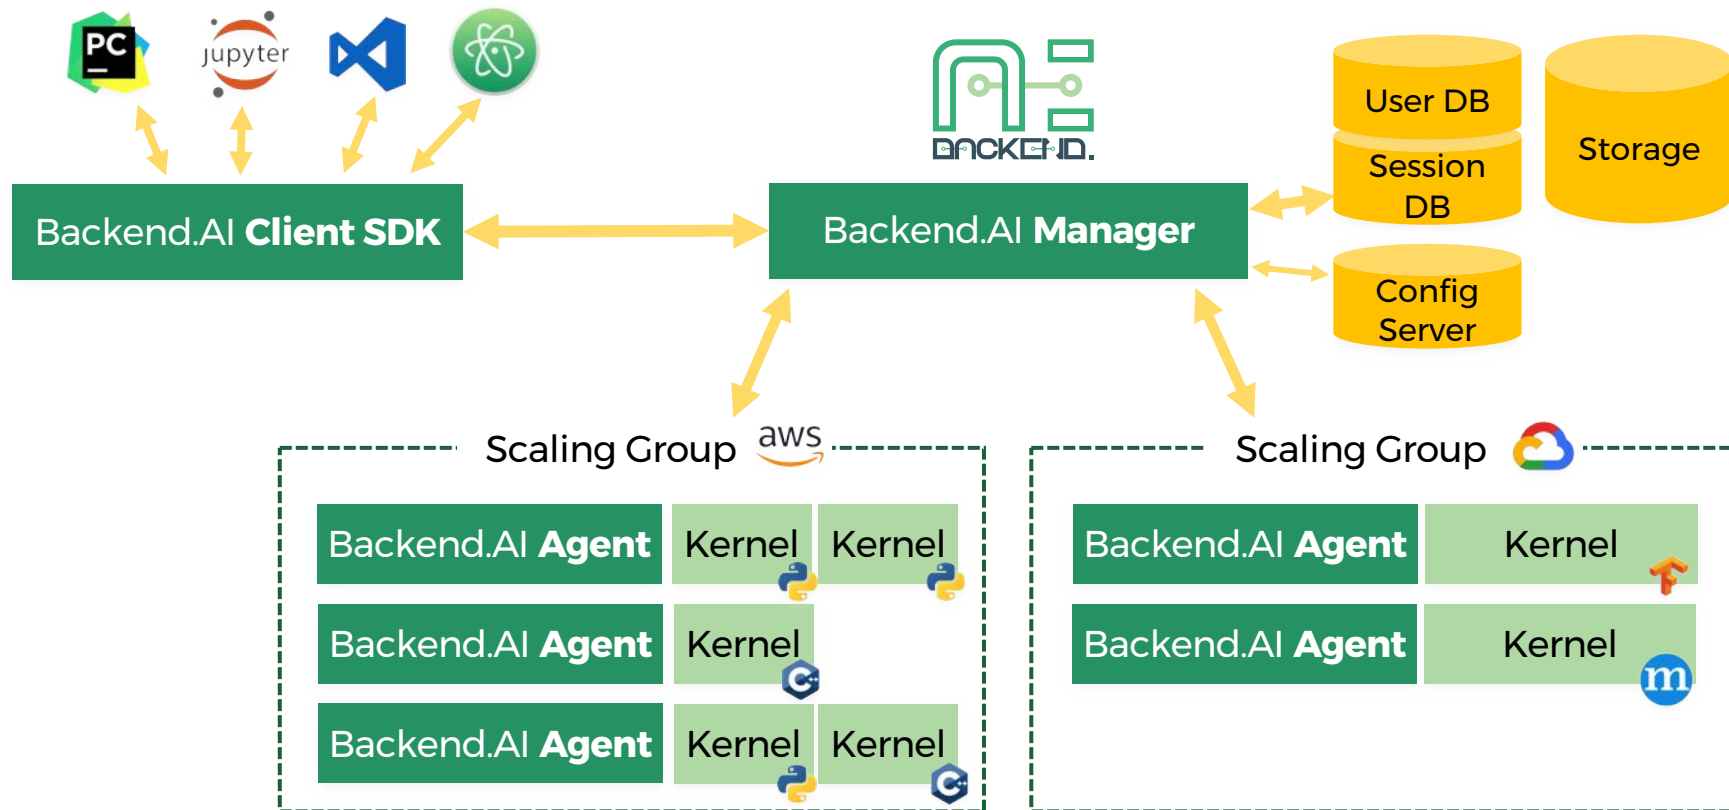 PC
jupyter
BACKEND.
User DB
Session
DB
Storage
Backend.AI Client SDK
Backend.AI Manager
Config
Server
Scaling Group aws
Backend.AI Agent Kernel Kernel
Backend.AI Agent Kernel
C++
Backend.AI Agent Kernel Kernel
C++
Scaling Group
Backend.AI Agent Kernel
Backend.AI Agent Kernel
m